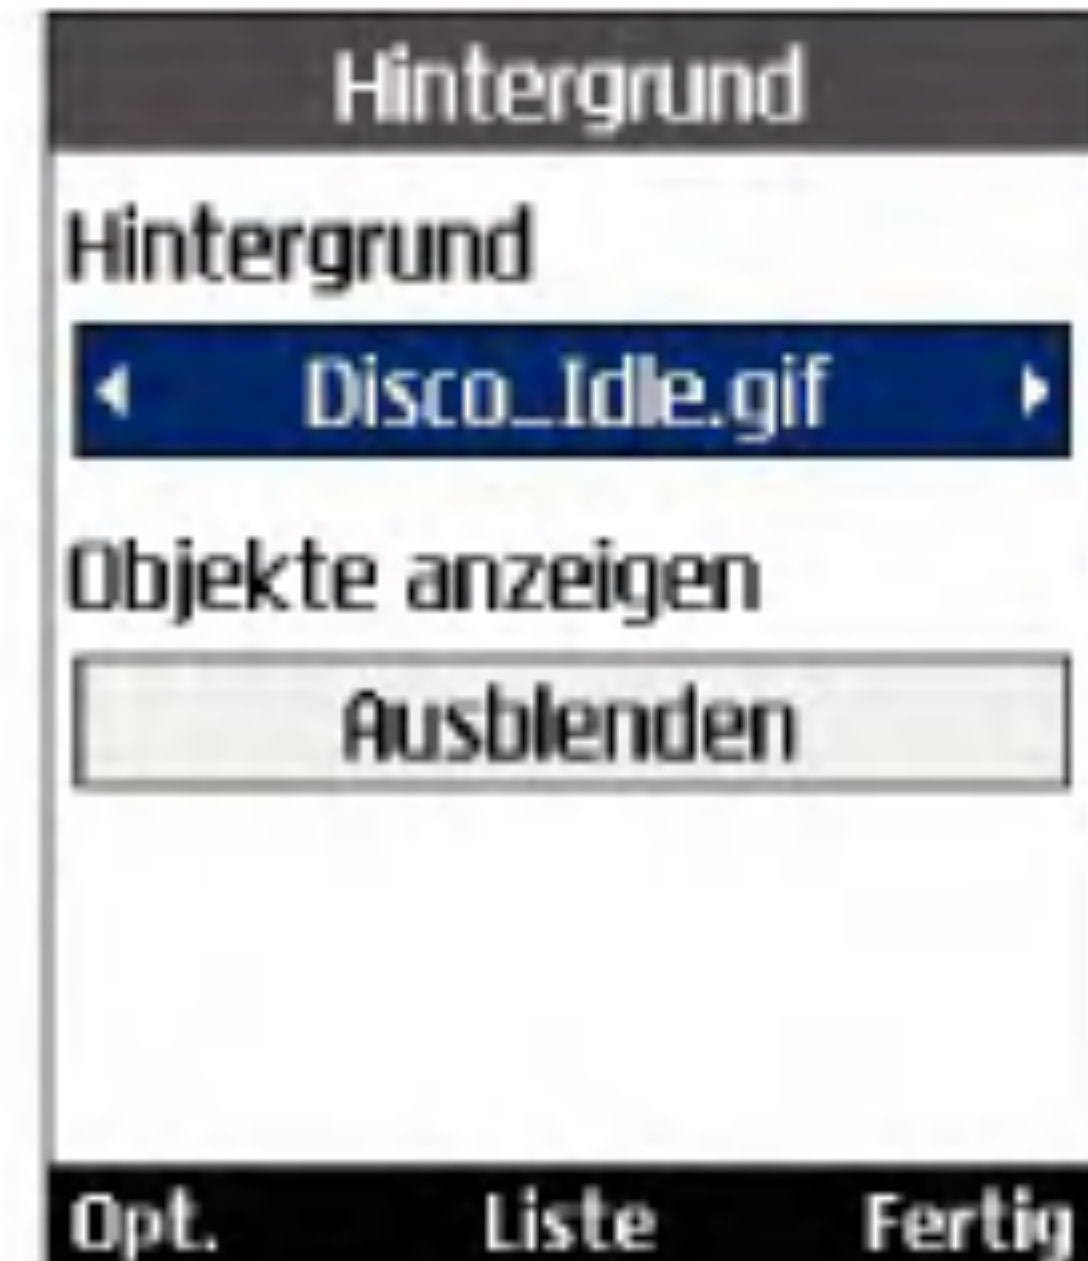 Hintergrund
Hintergrund
Disco_Idle.gif
Objekte anzeigen
Ausblenden
Opt. Liste Fertig